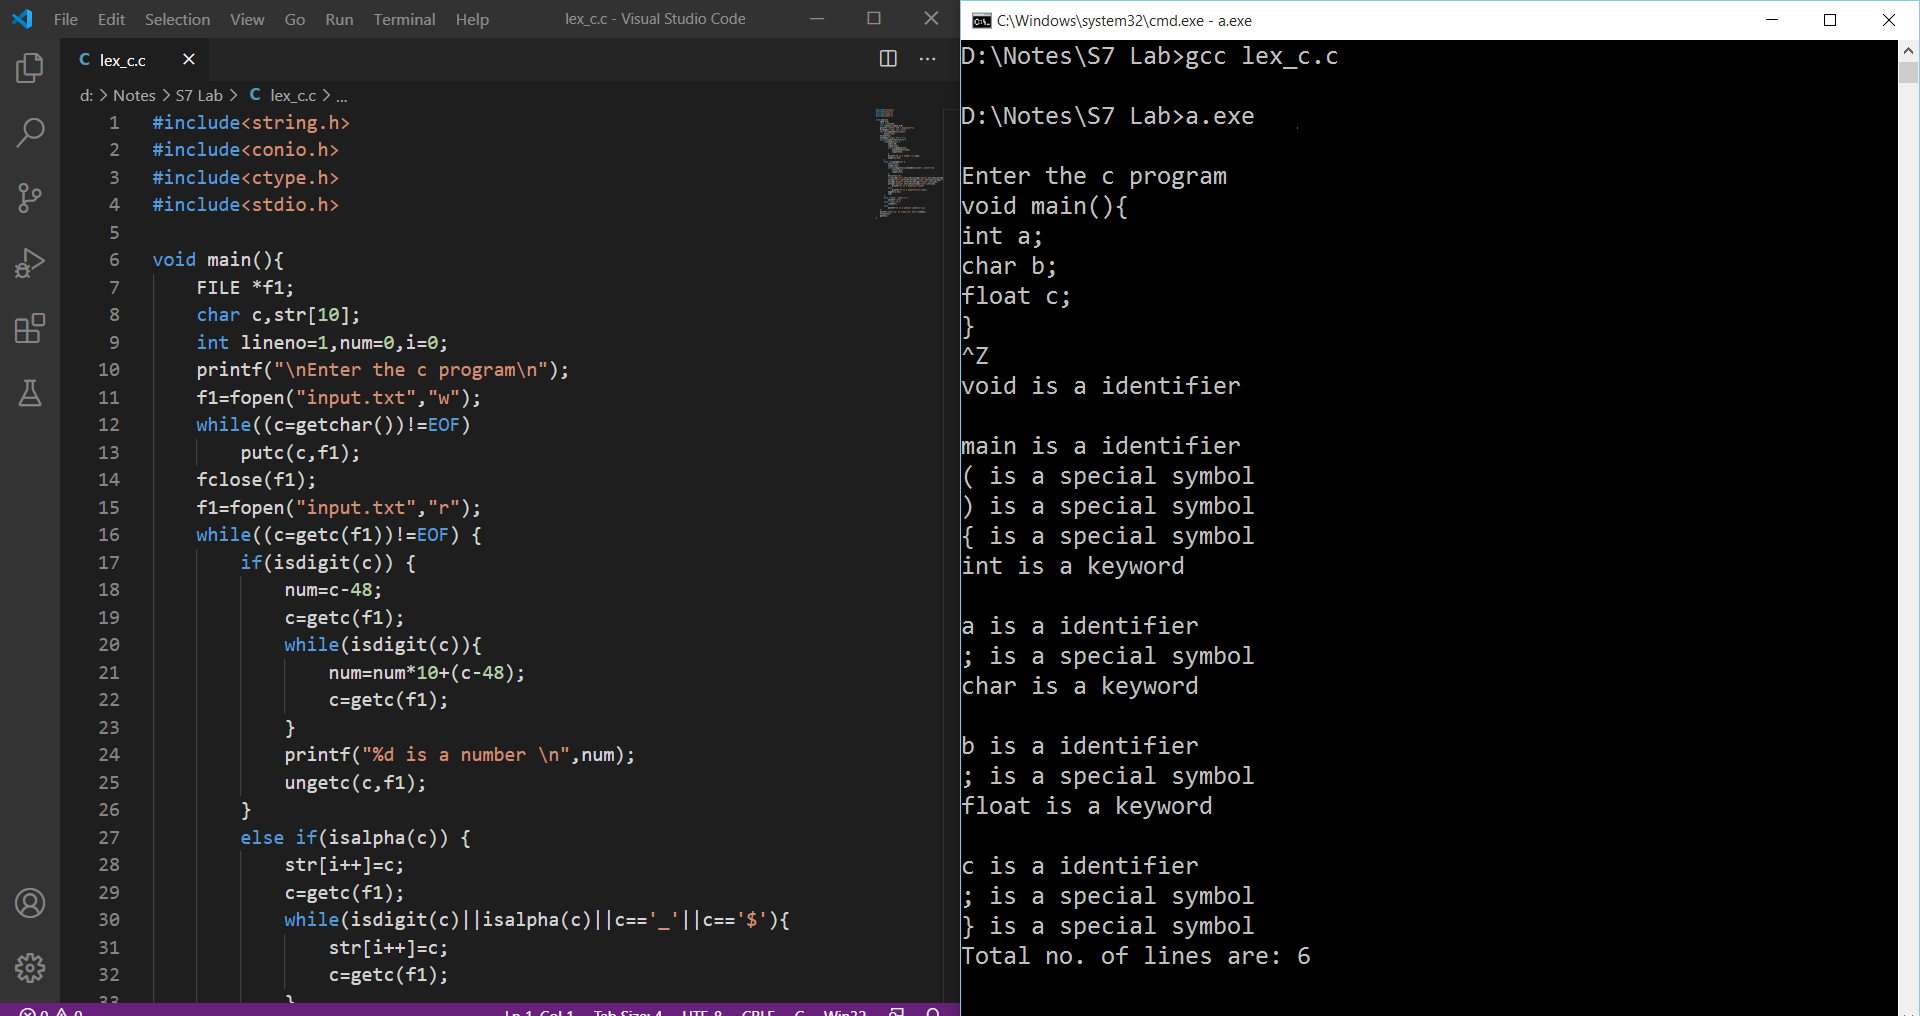 File Edit Selection View Go Run Terminal Help lex_c.c - Visual Studio Code
C lex_c.c
d: > Notes > S7 Lab > C lex_c.c > ...
1 #include<string.h>
2 #include<conio.h>
3 #include<ctype.h>
4 #include<stdio.h>
5
6 void main(){
7 FILE *f1;
8 char c,str[10];
9 int lineno=1,num=0,i=0;
10 printf("\nEnter the c program\n");
11 f1=fopen("input.txt","w");
12 while((c=getchar())!=EOF)
13 putc(c,f1);
14 fclose(f1);
15 f1=fopen("input.txt","r");
16 while((c=getc(f1))!=EOF) {
17 if(isdigit(c)) {
18 num=c-48;
19 c=getc(f1);
20 while(isdigit(c)){
21 num=num*10+(c-48);
22 c=getc(f1);
23 }
24 printf("%d is a number \n",num);
25 ungetc(c,f1);
26 }
27 else if(isalpha(c)) {
28 str[i++]=c;
29 c=getc(f1);
30 while(isdigit(c)||isalpha(c)||c=='_'||c=='$'){
31 str[i++]=c;
32 c=getc(f1);
33 }
0 0 Ln 1, Col 1 Tab Size: 4 UTF-8 CRLF C Win32
C:\Windows\system32\cmd.exe - a.exe
D:\Notes\S7 Lab>gcc lex_c.c
D:\Notes\S7 Lab>a.exe
Enter the c program
void main(){
int a;
char b;
float c;
}
^Z
void is a identifier
main is a identifier
( is a special symbol
) is a special symbol
{ is a special symbol
int is a keyword
a is a identifier
; is a special symbol
char is a keyword
b is a identifier
; is a special symbol
float is a keyword
c is a identifier
; is a special symbol
} is a special symbol
Total no. of lines are: 6